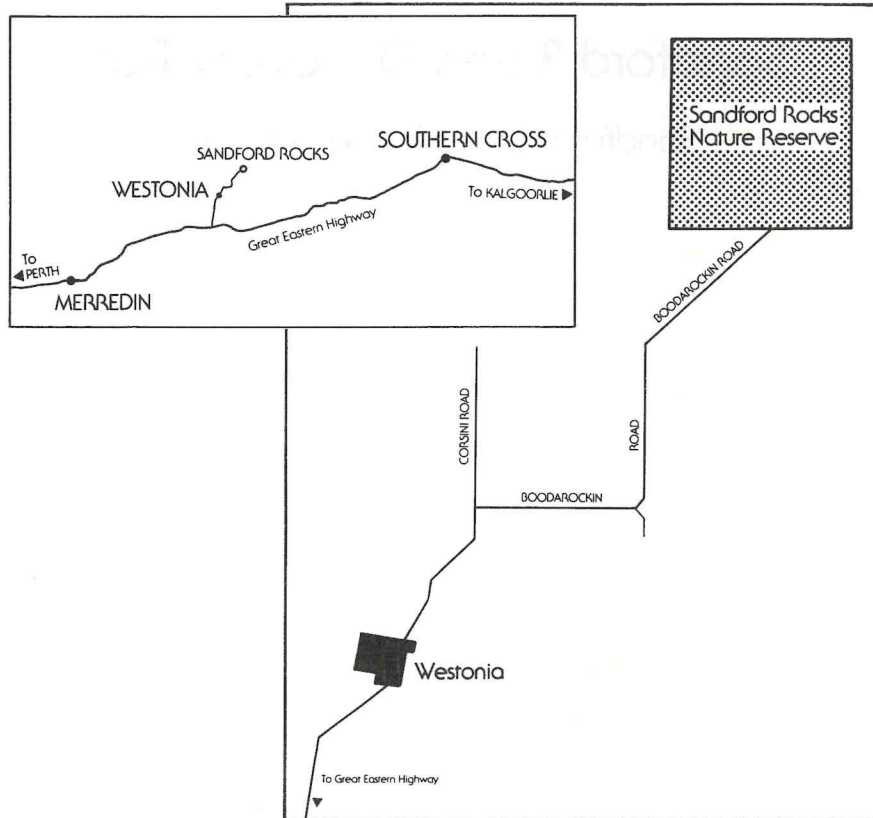 SANDFORD ROCKS
SOUTHERN CROSS
WESTONIA
To KALGOORLIE
Great Eastern Highway
To
PERTH
MERREDIN
Sandford Rocks
Nature Reserve
BOODAROCKIN ROAD
CORSINI ROAD
ROAD
BOODAROCKIN
Westonia
To Great Eastern Highway